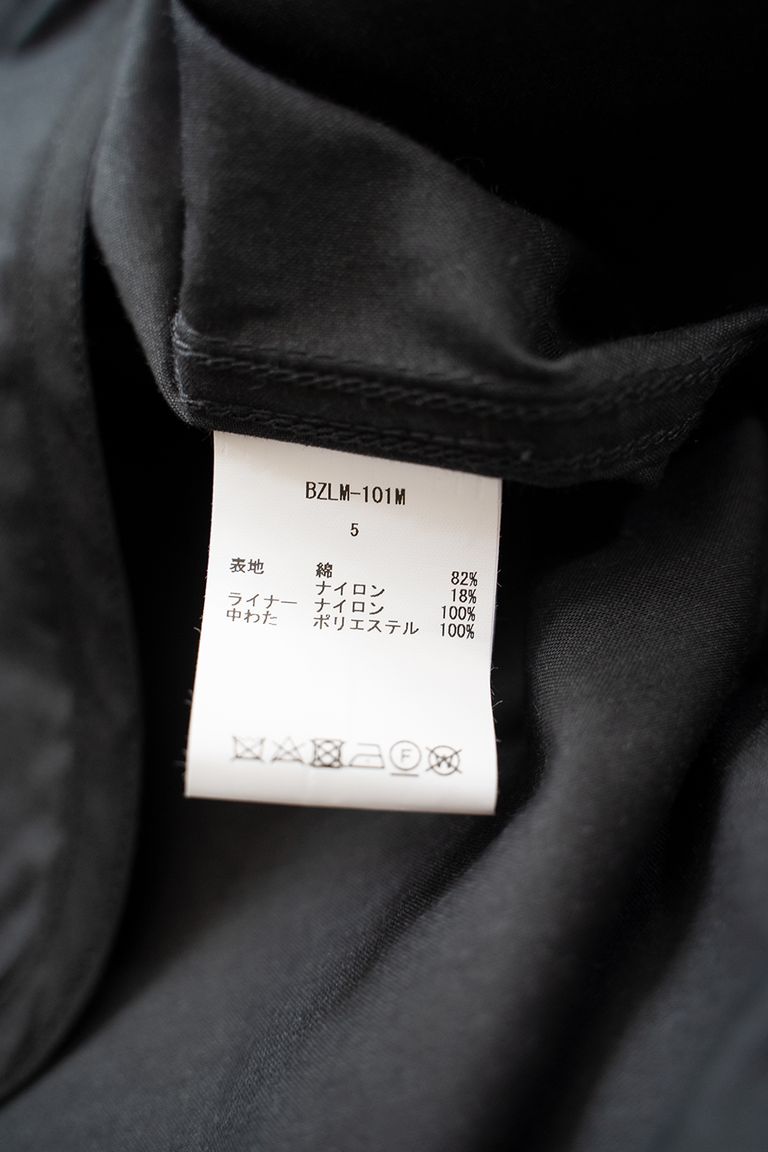 BZLM-101M
5
表地 綿 82%
ナイロン 18%
ライナー ナイロン 100%
中わた ポリエステル 100%
F W